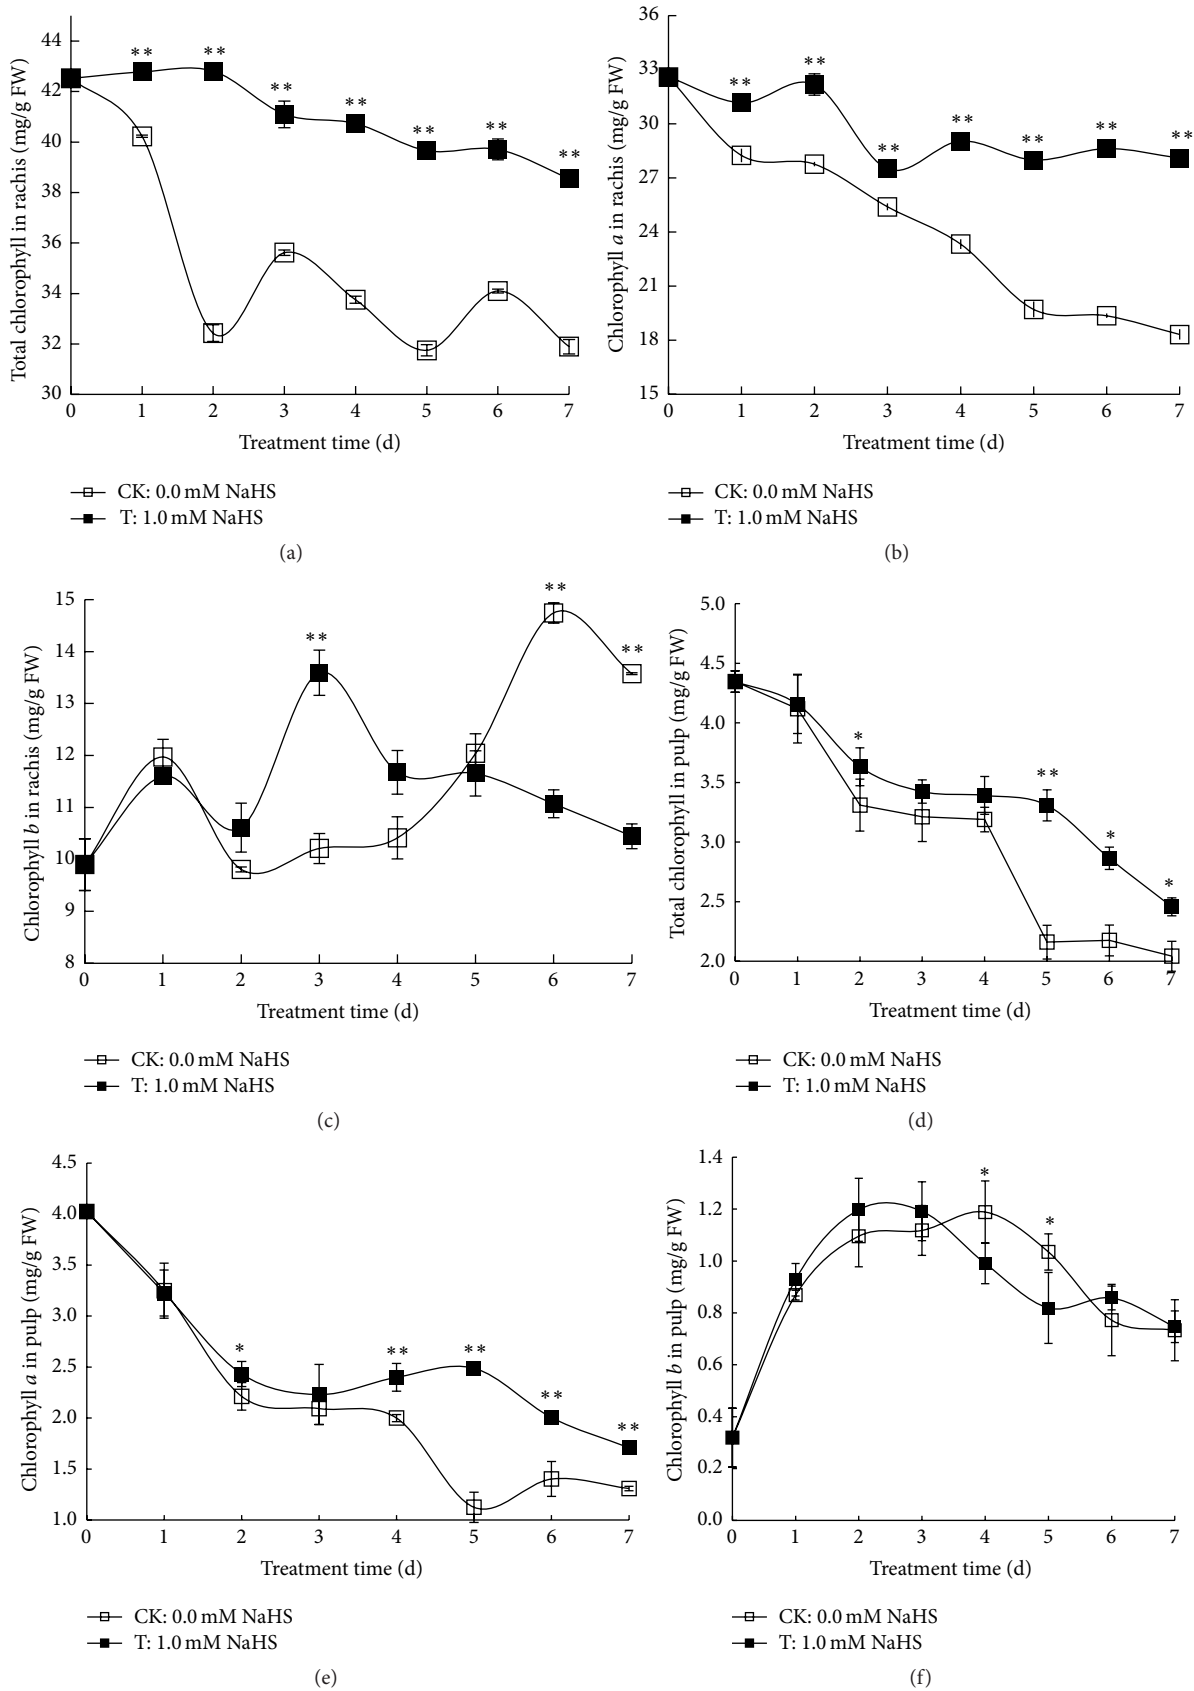 Total chlorophyll in rachis (mg/g FW)
44
42
40
38
36
34
32
30
** ** ** ** ** ** **
0 1 2 3 4 5 6 7
Treatment time (d)
CK: 0.0 mM NaHS
T: 1.0 mM NaHS
(a)
Chlorophyll a in rachis (mg/g FW)
36
33
30
27
24
21
18
15
** ** ** ** ** ** **
0 1 2 3 4 5 6 7
Treatment time (d)
CK: 0.0 mM NaHS
T: 1.0 mM NaHS
(b)
Chlorophyll b in rachis (mg/g FW)
15
14
13
12
11
10
9
8
** ** **
0 1 2 3 4 5 6 7
Treatment time (d)
CK: 0.0 mM NaHS
T: 1.0 mM NaHS
(c)
Total chlorophyll in pulp (mg/g FW)
5.0
4.5
4.0
3.5
3.0
2.5
2.0
* ** * *
0 1 2 3 4 5 6 7
Treatment time (d)
CK: 0.0 mM NaHS
T: 1.0 mM NaHS
(d)
Chlorophyll a in pulp (mg/g FW)
4.5
4.0
3.5
3.0
2.5
2.0
1.5
1.0
* ** ** ** **
0 1 2 3 4 5 6 7
Treatment time (d)
CK: 0.0 mM NaHS
T: 1.0 mM NaHS
(e)
Chlorophyll b in pulp (mg/g FW)
1.4
1.2
1.0
0.8
0.6
0.4
0.2
0.0
* *
0 1 2 3 4 5 6 7
Treatment time (d)
CK: 0.0 mM NaHS
T: 1.0 mM NaHS
(f)